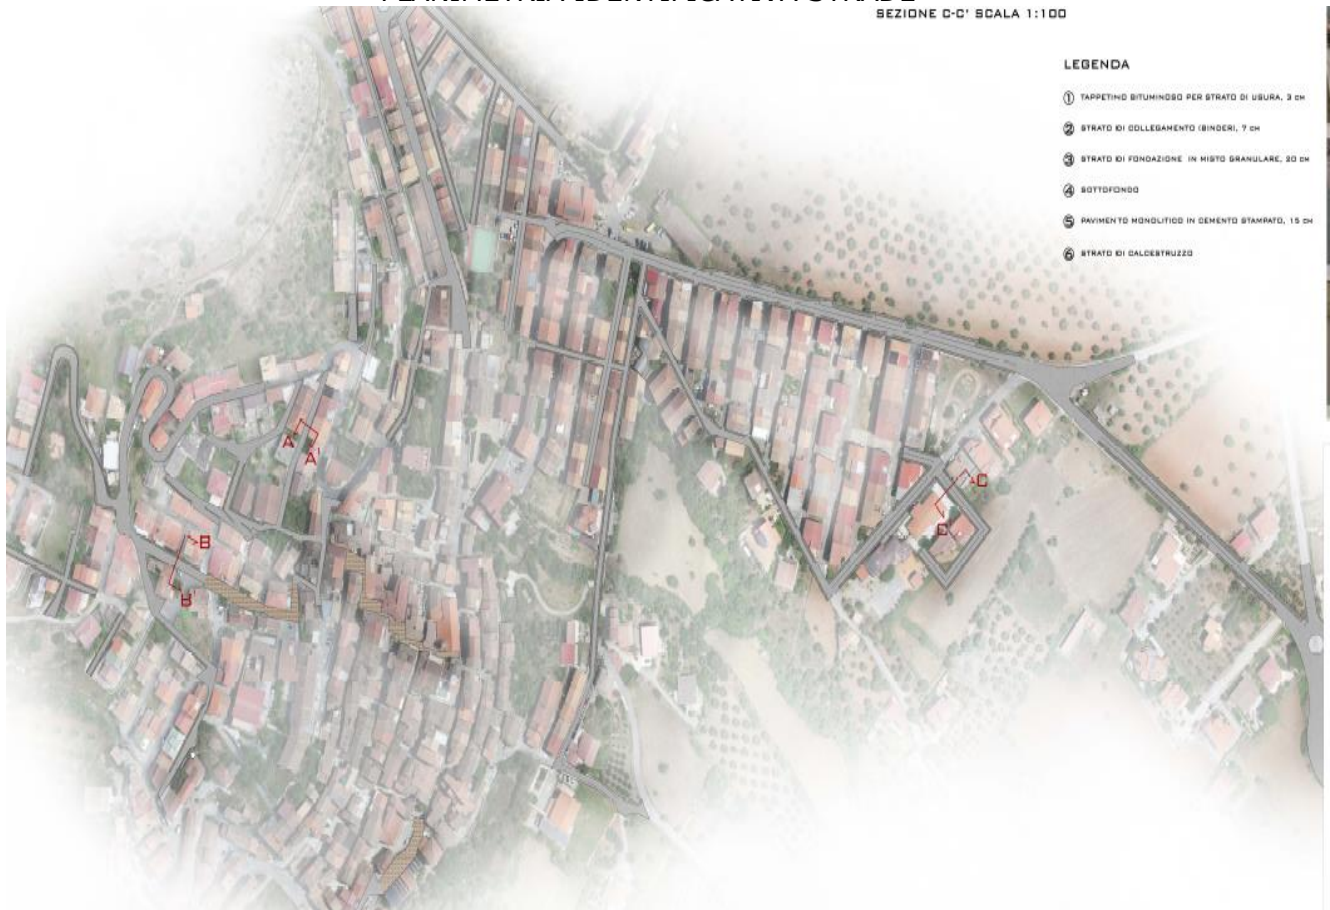 SEZIONE C-C' SCALA 1:100
LEGENDA
1 TAPPETINO BITUMINOSO PER STRATO DI USURA, 3 CM
2 STRATO DI COLLEGAMENTO (BINDER), 7 CM
3 STRATO DI FONDAZIONE IN MISTO GRANULARE, 20 CM
4 SOTTOFONDO
5 PAVIMENTO MONOLITICO IN CEMENTO STAMPATO, 15 CM
6 STRATO DI CALCESTRUZZO
A
A'
C
C'
B
B'